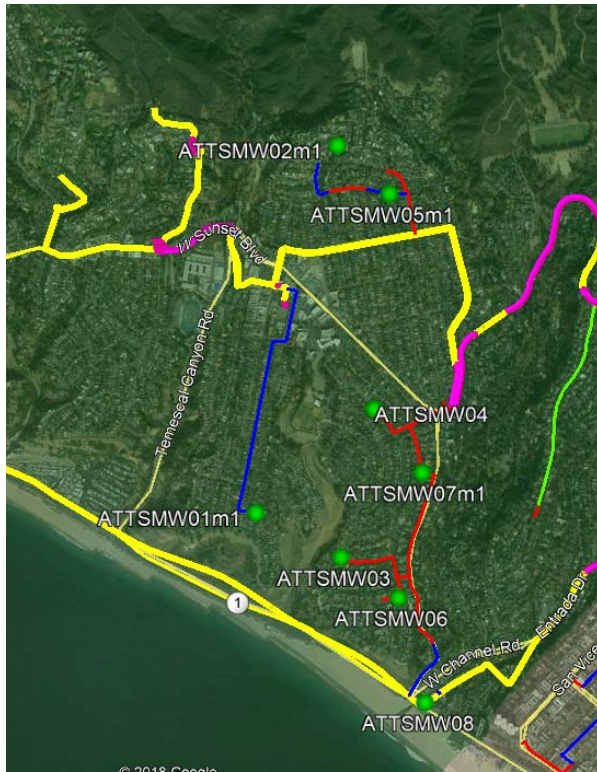 ATTSMW02m1
ATTSMW05m1
W Sunset Blvd
Temescal Canyon Rd
ATTSMW04
ATTSMW07m1
ATTSMW01m1
ATTSMW03
1
ATTSMW06
W Channel Rd
Entrada Dr
San Vice
ATTSMW08
© 2018 Google